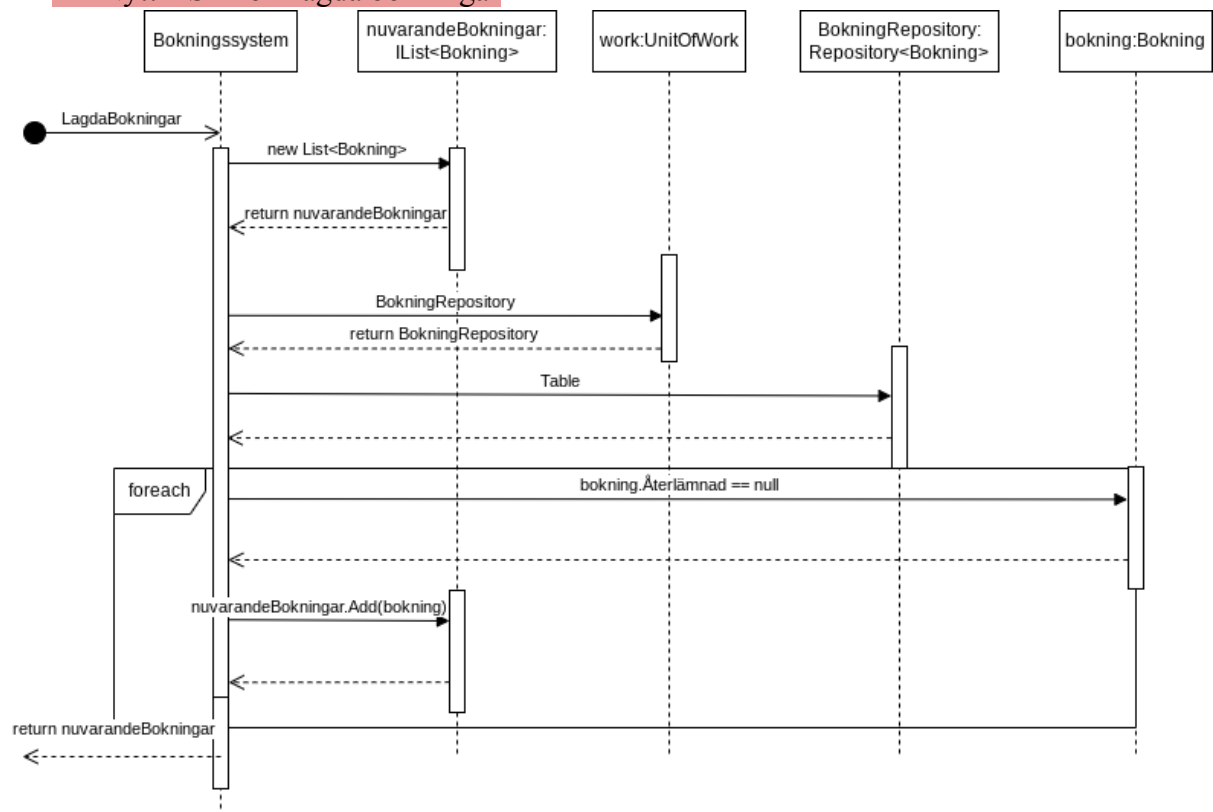 Bokningssystem
nuvarandeBokningar:
IList<Bokning>
work:UnitOfWork
BokningRepository:
Repository<Bokning>
bokning:Bokning
LagdaBokningar
new List<Bokning>
return nuvarandeBokningar
BokningRepository
return BokningRepository
Table
foreach
bokning.Återlämnad == null
nuvarandeBokningar.Add(bokning)
return nuvarandeBokningar